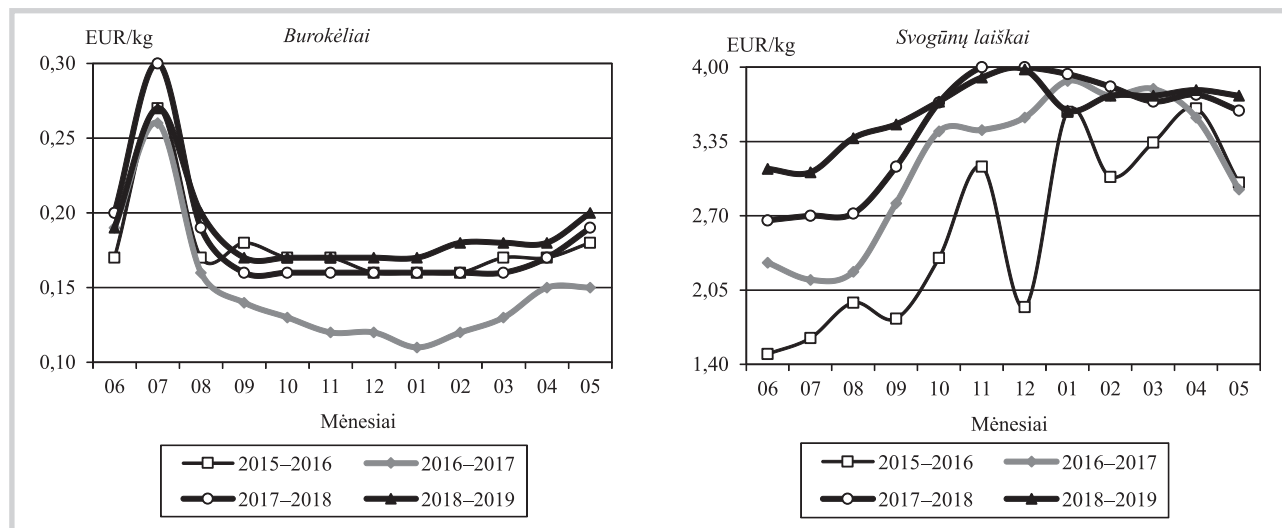 Burokėliai
EUR/kg
0,30
0,25
0,20
0,15
0,10
06 07 08 09 10 11 12 01 02 03 04 05
Mėnesiai
2015–2016 2016–2017
2017–2018 2018–2019
Svogūnų laiškai
EUR/kg
4,00
3,35
2,70
2,05
1,40
06 07 08 09 10 11 12 01 02 03 04 05
Mėnesiai
2015–2016 2016–2017
2017–2018 2018–2019